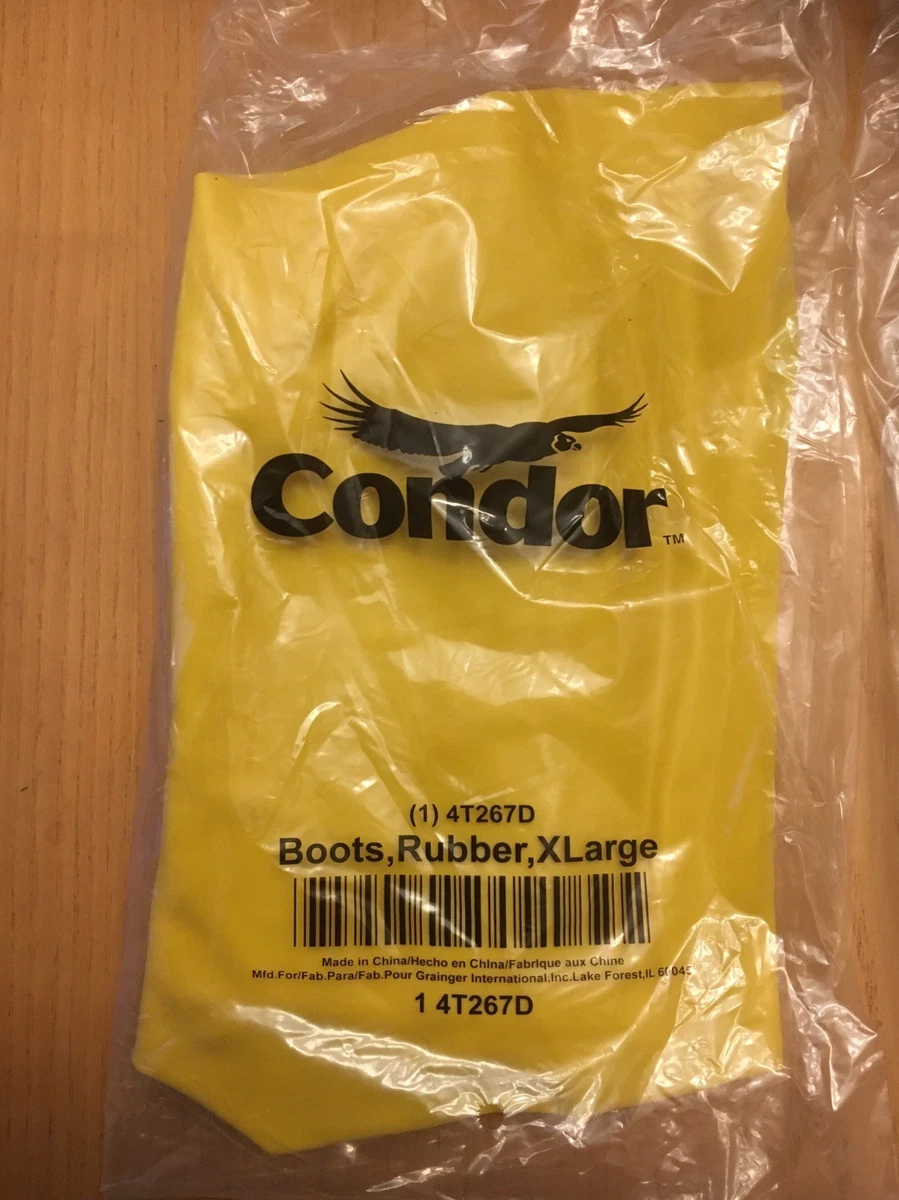 Condor™
(1) 4T267D
Boots,Rubber,XLarge
Made in China/Hecho en China/Fabrique aux Chine
Mfd.For/Fab.Para/Fab.Pour Grainger International,Inc.Lake Forest,IL 60045
1 4T267D